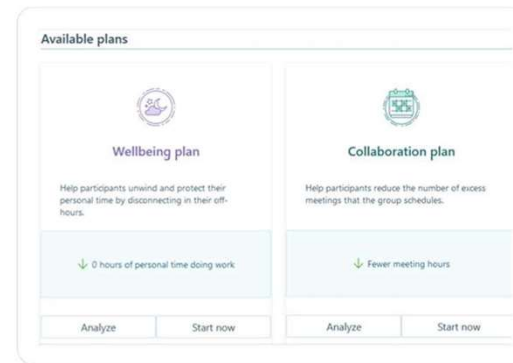 Available plans
Wellbeing plan
Help participants unwind and protect their
personal time by disconnecting in their off-
hours.
↓ 0 hours of personal time doing work
Analyze
Start now
Collaboration plan
Help participants reduce the number of excess
meetings that the group schedules.
↓ Fewer meeting hours
Analyze
Start now